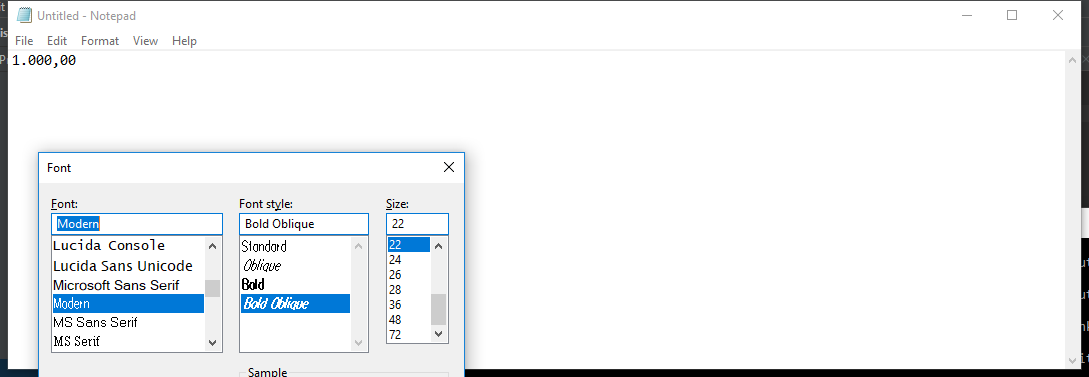 Untitled - Notepad
File Edit Format View Help
1.000,00
Font
Font: Font style: Size:
Modern Bold Oblique 22
Lucida Console Standard 22
Lucida Sans Unicode Oblique 24
Microsoft Sans Serif Bold 26
Modern Bold Oblique 28
MS Sans Serif 36
MS Serif 48
72
Sample